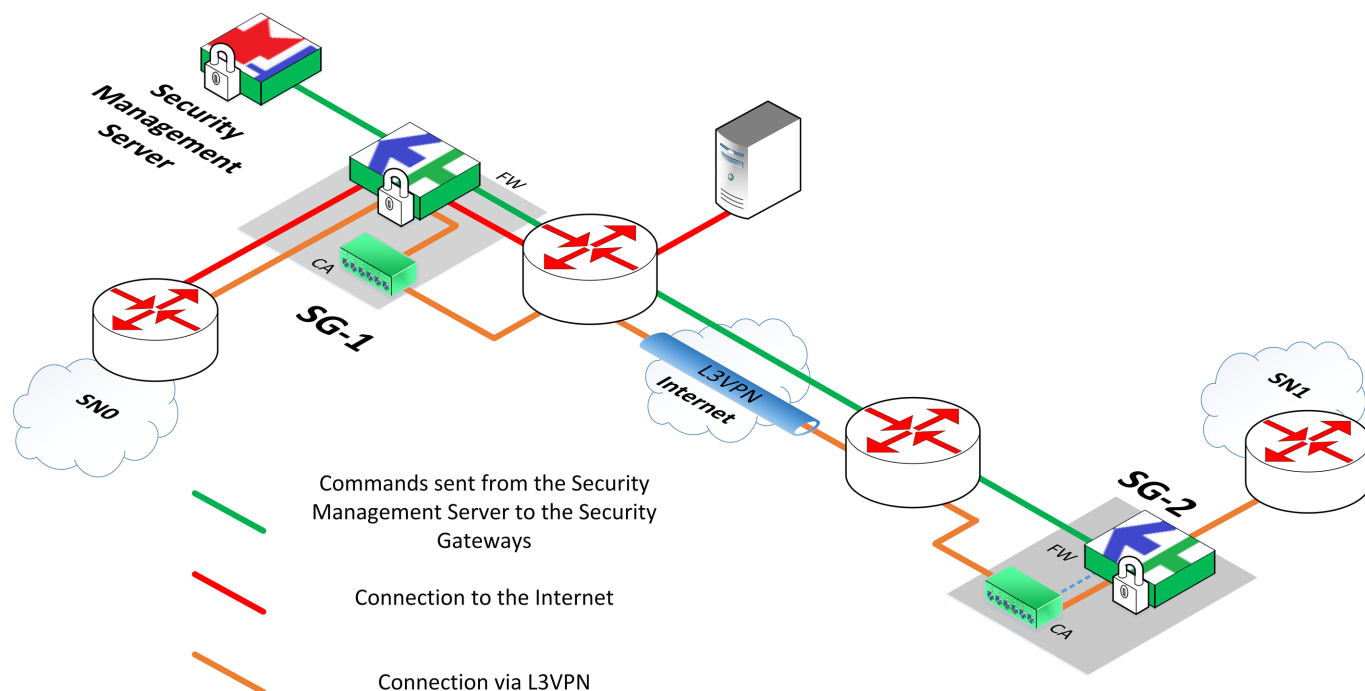 Security
Management
Server
FW
CA
SG-1
SN0
L3VPN
Internet
SN1
SG-2
FW
CA
Commands sent from the Security
Management Server to the Security
Gateways
Connection to the Internet
Connection via L3VPN